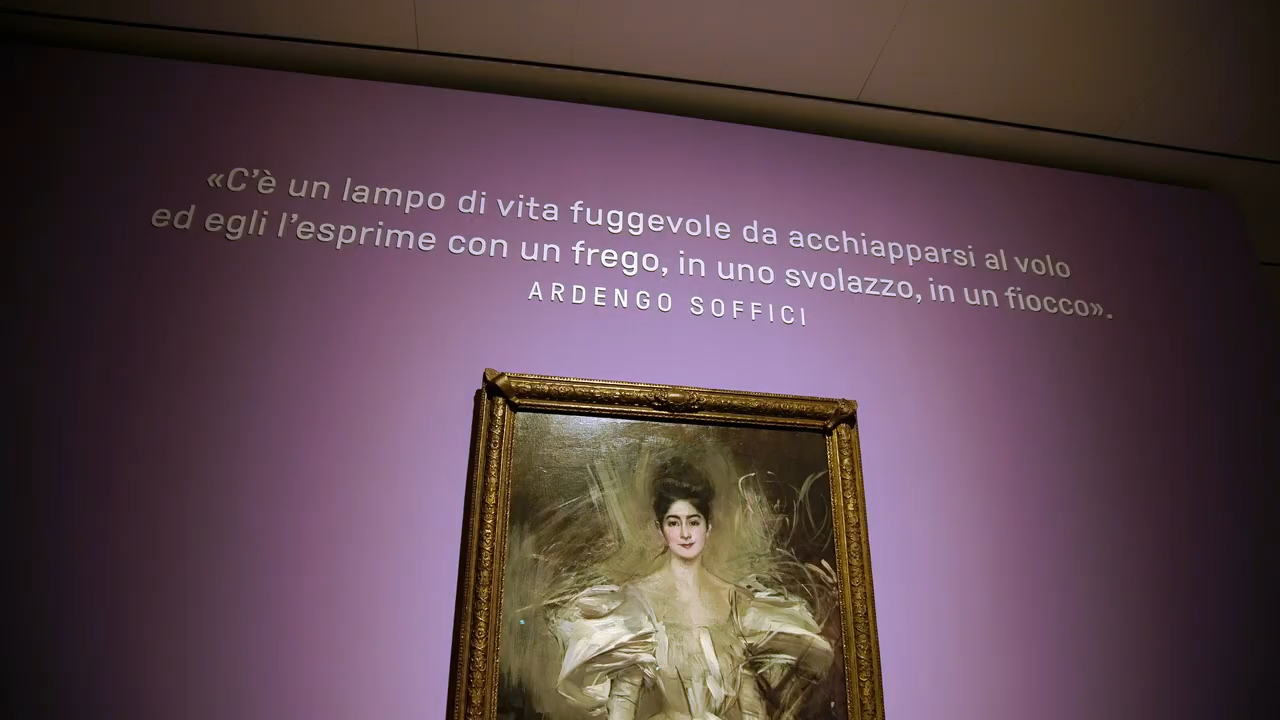 «C'è un lampo di vita fuggevole da acchiapparsi al volo
ed egli l'esprime con un frego, in uno svolazzo, in un fiocco».
ARDENGO SOFFICI